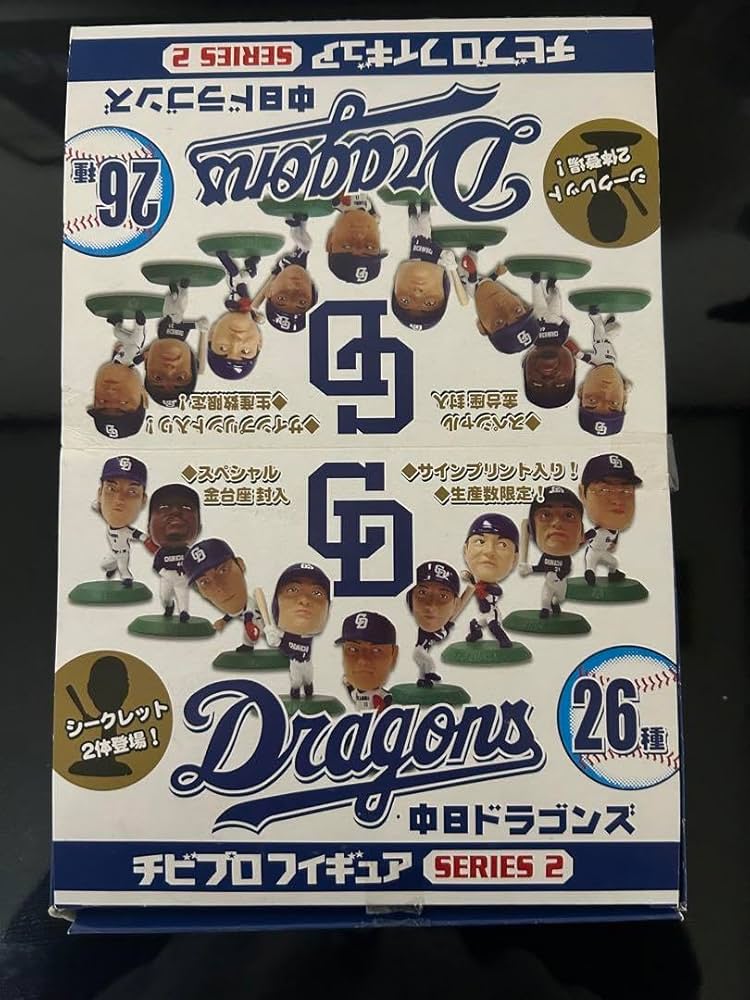 チビプロフィギュア SERIES 2
中日ドラゴンズ
Dragons
26種
シークレット
2体登場!
CD
◆スペシャル
金台座封入
◆サインプリント入り!
◆生産数限定!
◆スペシャル
金台座封入
◆サインプリント入り!
◆生産数限定!
CD
シークレット
2体登場!
26種
Dragons
中日ドラゴンズ
チビプロフィギュア SERIES 2